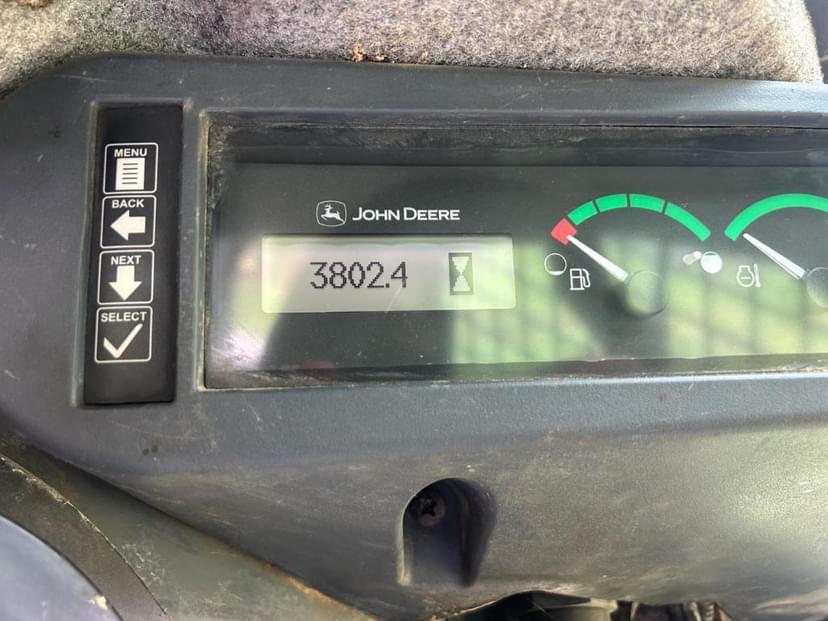 MENU
BACK
NEXT
SELECT
JOHN DEERE
3802.4